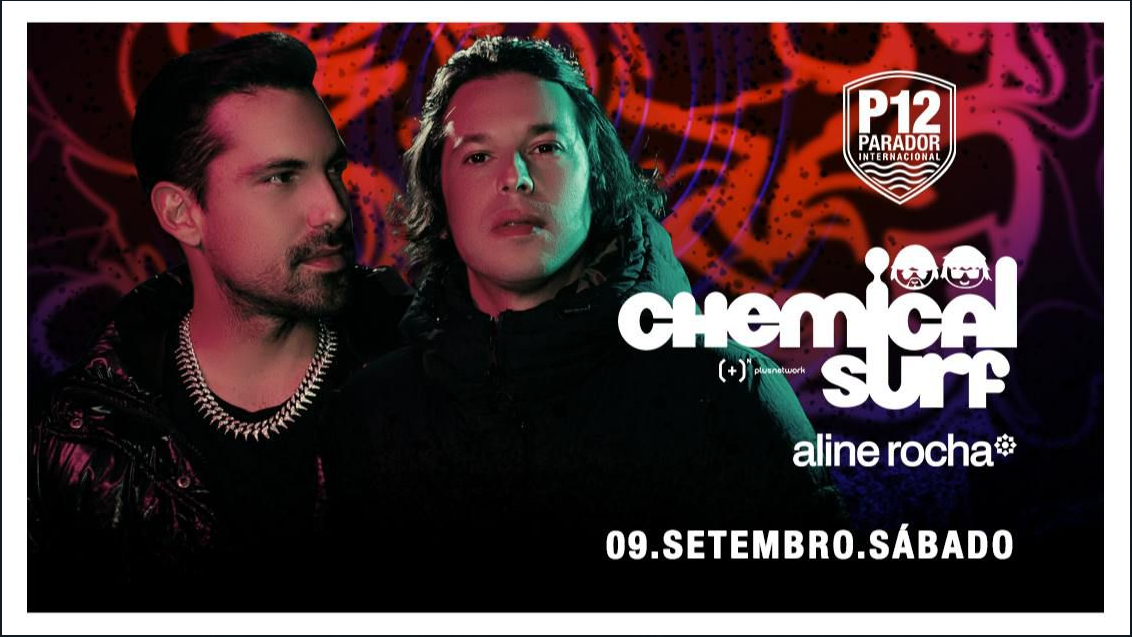 P12
PARADOR
INTERNACIONAL
CHemical
surf
(+)ᴺ plusnetwork
aline rocha
09.SETEMBRO.SÁBADO